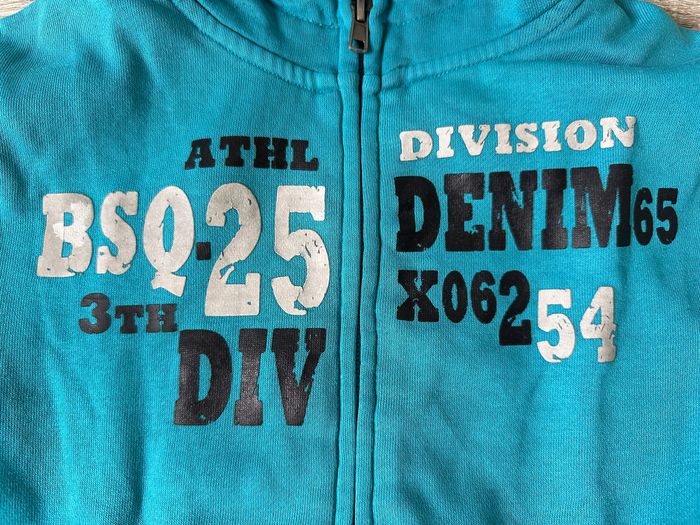 ATHL
BSQ-25
3TH
DIV
DIVISION
DENIM65
X06254